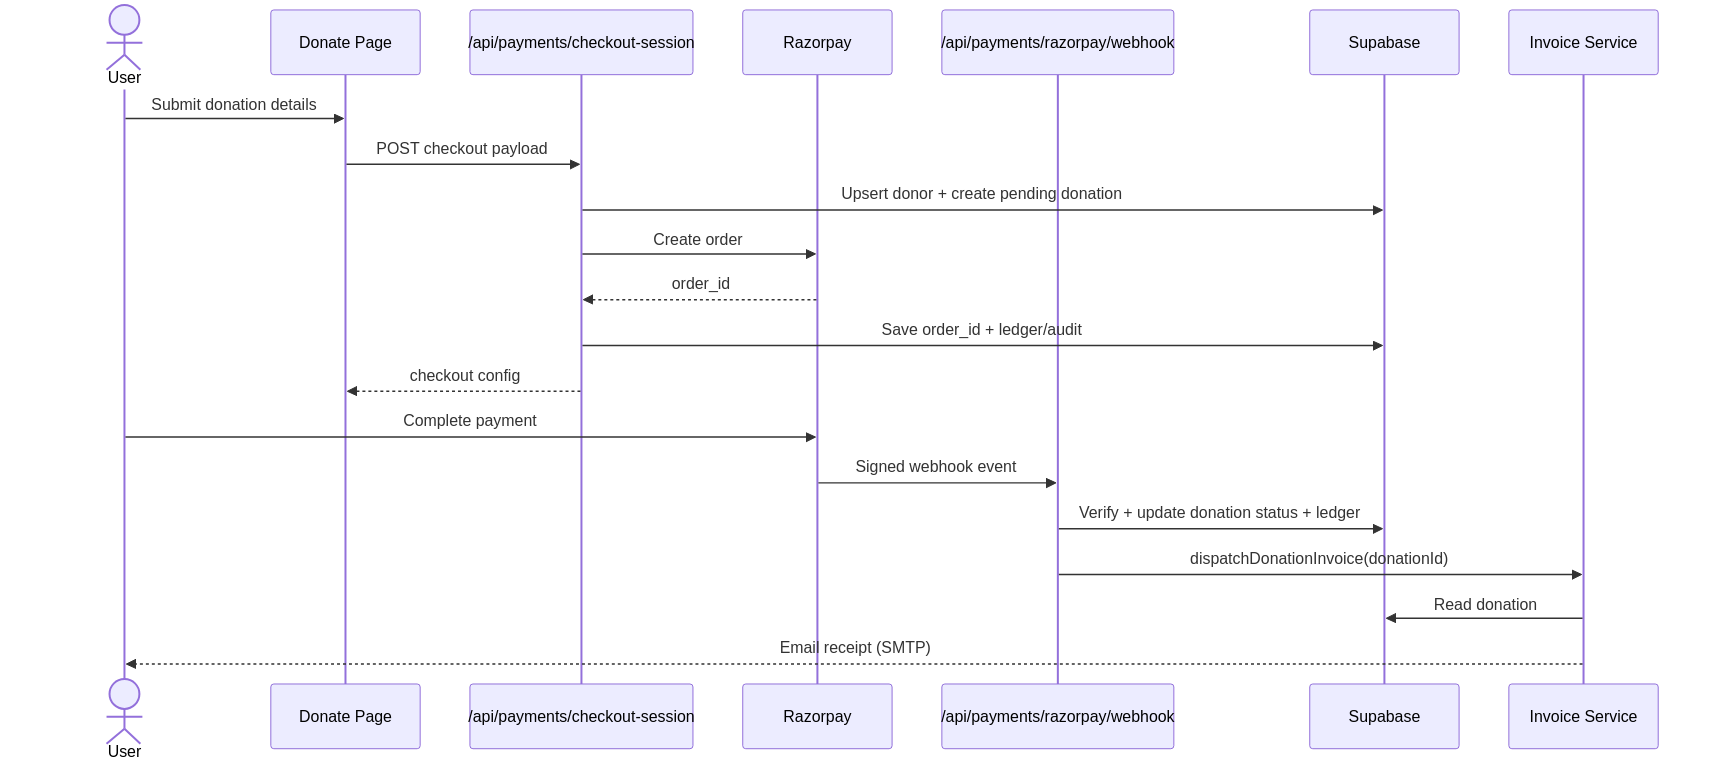 User
Donate Page
/api/payments/checkout-session
Razorpay
/api/payments/razorpay/webhook
Supabase
Invoice Service
Submit donation details
POST checkout payload
Upsert donor + create pending donation
Create order
order_id
Save order_id + ledger/audit
checkout config
Complete payment
Signed webhook event
Verify + update donation status + ledger
dispatchDonationInvoice(donationId)
Read donation
Email receipt (SMTP)
User
Donate Page
/api/payments/checkout-session
Razorpay
/api/payments/razorpay/webhook
Supabase
Invoice Service